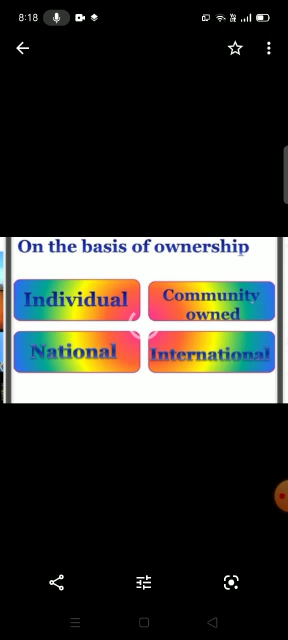 8:18
On the basis of ownership
Individual
Community
owned
National
International